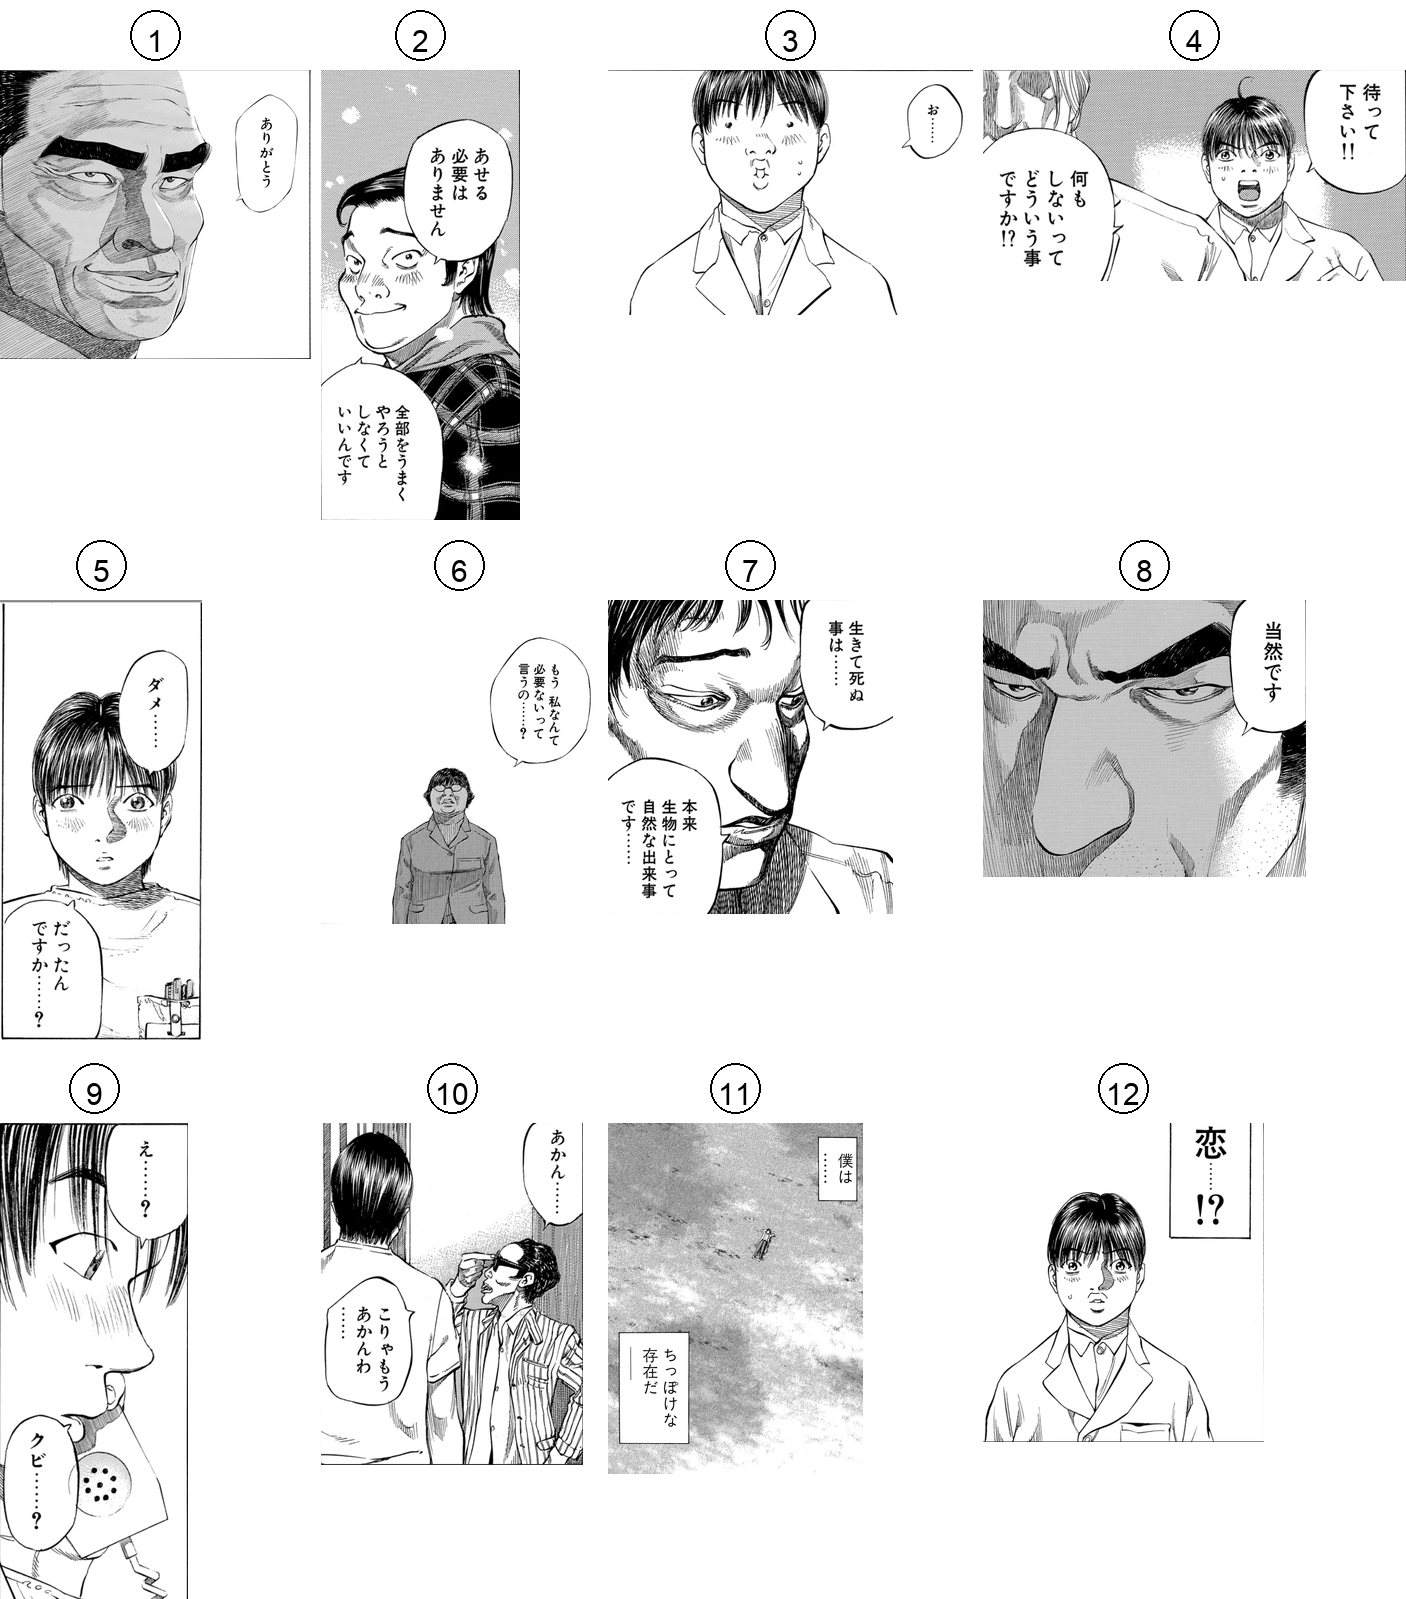 1
ありがとう
2
あせる
必要は
ありません
全部をうまく
やろうと
しなくて
いいんです
3
お……
4
待って
下さい!!
何も
しないって
どういう事
ですか!?
5
ダメ……
だったん
ですか……?
6
もう 私なんて
必要ないって
言うの……?
7
生きて死ぬ
事は……
本来
生物にとって
自然な出来事
です……
8
当然です
9
え……?
クビ……?
10
あかん……
こりゃもう
あかんわ
……
11
僕は
……
ちっぽけな
存在だ
――
12
恋……!?